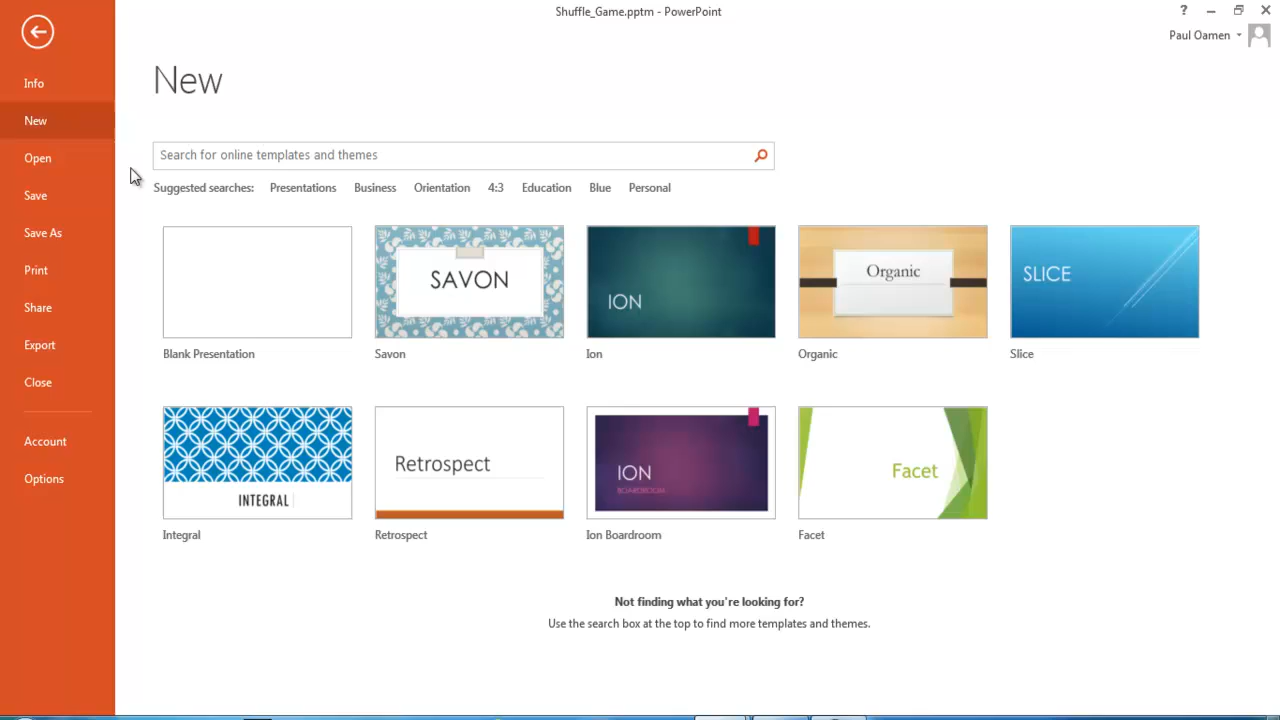 Shuffle_Game.pptm - PowerPoint
?
Paul Oamen
Info
New
Open
Save
Save As
Print
Share
Export
Close
Account
Options
New
Search for online templates and themes
Suggested searches: Presentations Business Orientation 4:3 Education Blue Personal
SAVON
ION
Organic
SLICE
Blank Presentation Savon Ion Organic Slice
INTEGRAL
Retrospect
ION
BOARDROOM
Facet
Integral Retrospect Ion Boardroom Facet
Not finding what you're looking for?
Use the search box at the top to find more templates and themes.